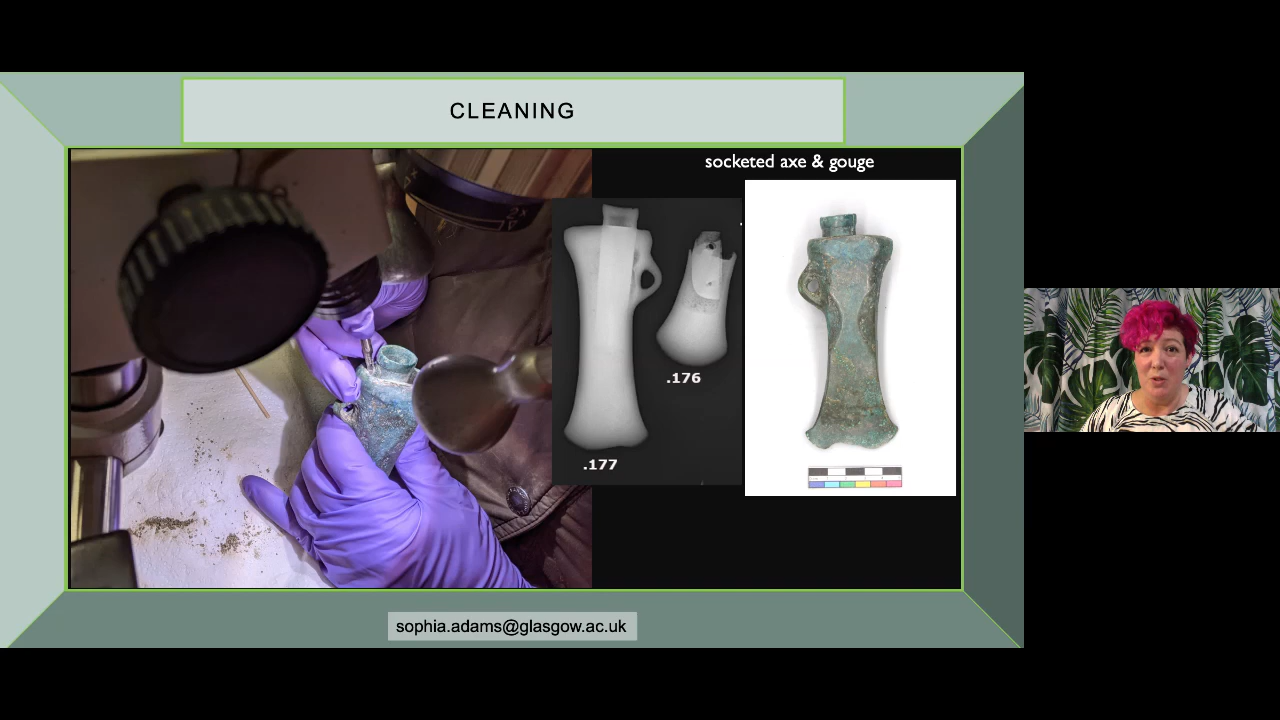 CLEANING
socketed axe & gouge
.176
.177
sophia.adams@glasgow.ac.uk